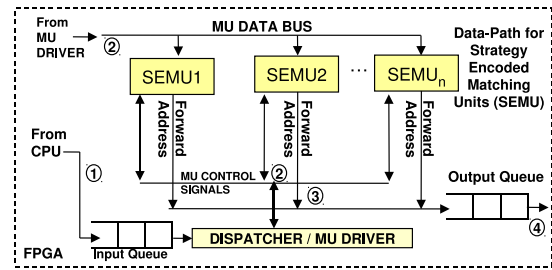 From
MU
DRIVER
②
MU DATA BUS
Data-Path for
Strategy
Encoded
Matching
Units (SEMU)
SEMU1
SEMU2
...
SEMUn
Forward
Address
Forward
Address
Forward
Address
From
CPU
①
MU CONTROL
SIGNALS
②
③
Output Queue
④
DISPATCHER / MU DRIVER
Input Queue
FPGA